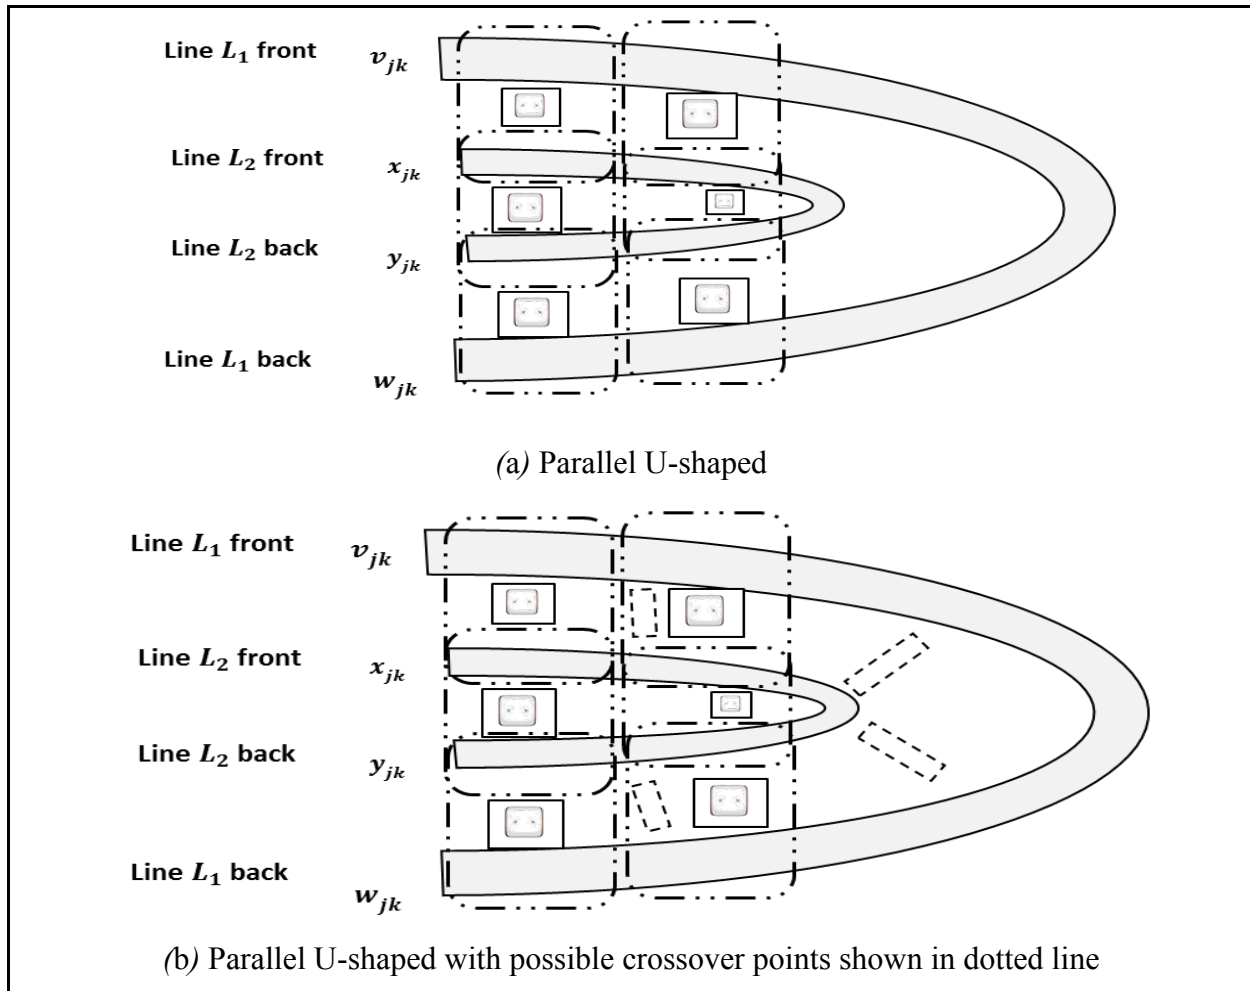 Line L₁ front v_jk
Line L₂ front x_jk
Line L₂ back y_jk
Line L₁ back w_jk
(a) Parallel U-shaped
Line L₁ front v_jk
Line L₂ front x_jk
Line L₂ back y_jk
Line L₁ back w_jk
(b) Parallel U-shaped with possible crossover points shown in dotted line